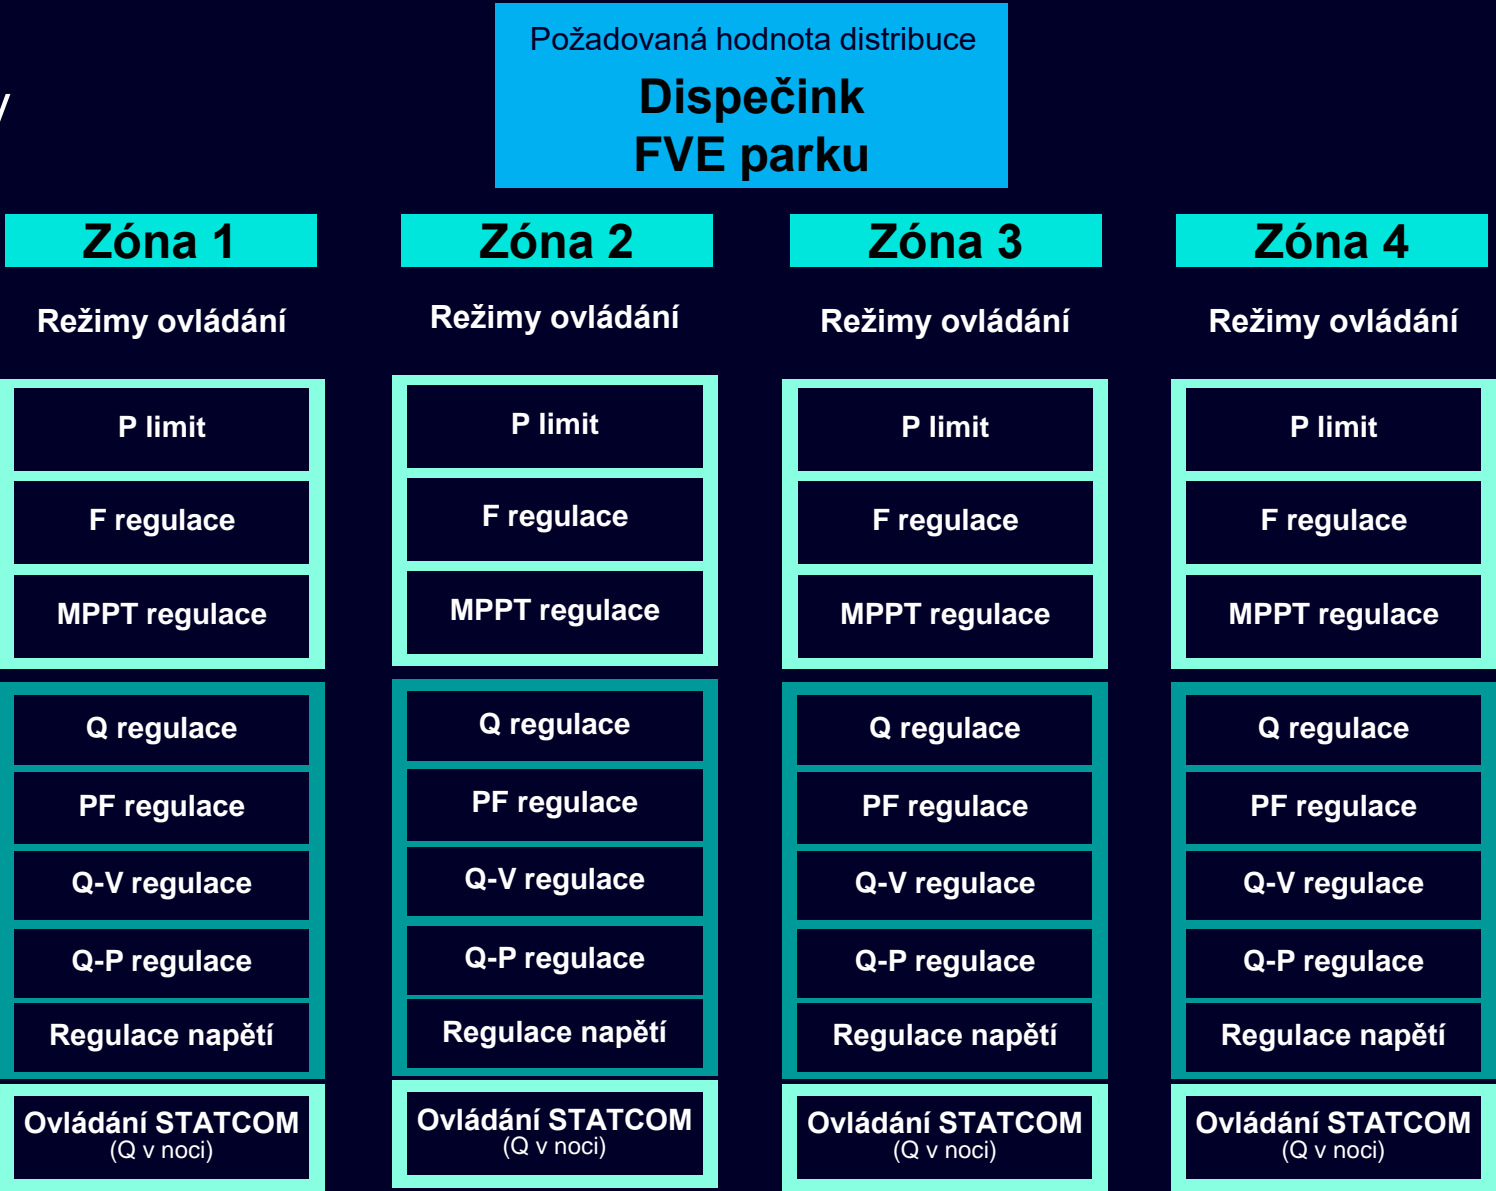 Požadovaná hodnota distribuce
Dispečink
FVE parku
Zóna 1
Režimy ovládání
P limit
F regulace
MPPT regulace
Q regulace
PF regulace
Q-V regulace
Q-P regulace
Regulace napětí
Ovládání STATCOM
(Q v noci)
Zóna 2
Režimy ovládání
P limit
F regulace
MPPT regulace
Q regulace
PF regulace
Q-V regulace
Q-P regulace
Regulace napětí
Ovládání STATCOM
(Q v noci)
Zóna 3
Režimy ovládání
P limit
F regulace
MPPT regulace
Q regulace
PF regulace
Q-V regulace
Q-P regulace
Regulace napětí
Ovládání STATCOM
(Q v noci)
Zóna 4
Režimy ovládání
P limit
F regulace
MPPT regulace
Q regulace
PF regulace
Q-V regulace
Q-P regulace
Regulace napětí
Ovládání STATCOM
(Q v noci)